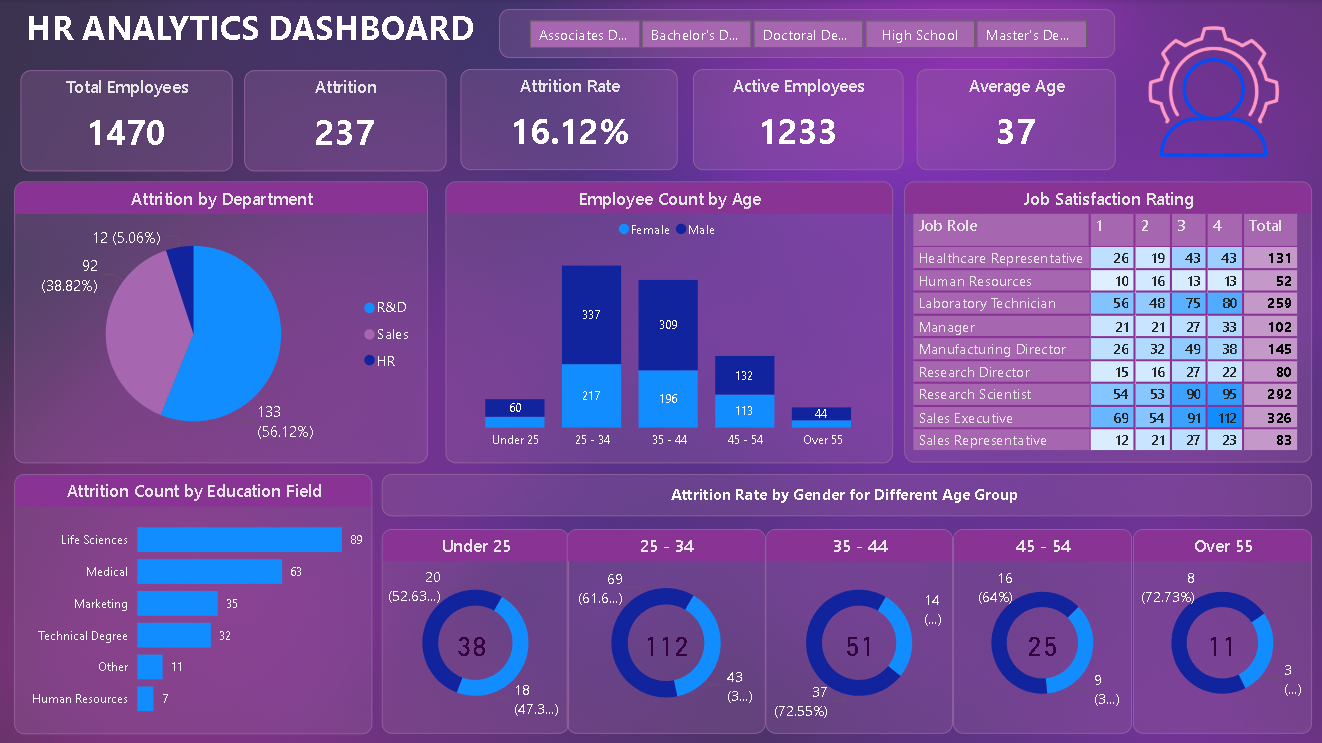 HR ANALYTICS DASHBOARD
Associates D... Bachelor's D... Doctoral De... High School Master's De...
Total Employees
1470
Attrition
237
Attrition Rate
16.12%
Active Employees
1233
Average Age
37
Attrition by Department
12 (5.06%)
92
(38.82%)
133
(56.12%)
R&D
Sales
HR
Employee Count by Age
Female Male
60
337
217
309
196
132
113
44
Under 25 25 - 34 35 - 44 45 - 54 Over 55
Job Satisfaction Rating
Job Role 1 2 3 4 Total
Healthcare Representative 26 19 43 43 131
Human Resources 10 16 13 13 52
Laboratory Technician 56 48 75 80 259
Manager 21 21 27 33 102
Manufacturing Director 26 32 49 38 145
Research Director 15 16 27 22 80
Research Scientist 54 53 90 95 292
Sales Executive 69 54 91 112 326
Sales Representative 12 21 27 23 83
Attrition Count by Education Field
Life Sciences 89
Medical 63
Marketing 35
Technical Degree 32
Other 11
Human Resources 7
Attrition Rate by Gender for Different Age Group
Under 25
20
(52.63...)
38
18
(47.3...)
25 - 34
69
(61.6...)
112
43
(3...)
35 - 44
14
(...)
51
37
(72.55%)
45 - 54
16
(64%)
25
9
(3...)
Over 55
8
(72.73%)
11
3
(...)